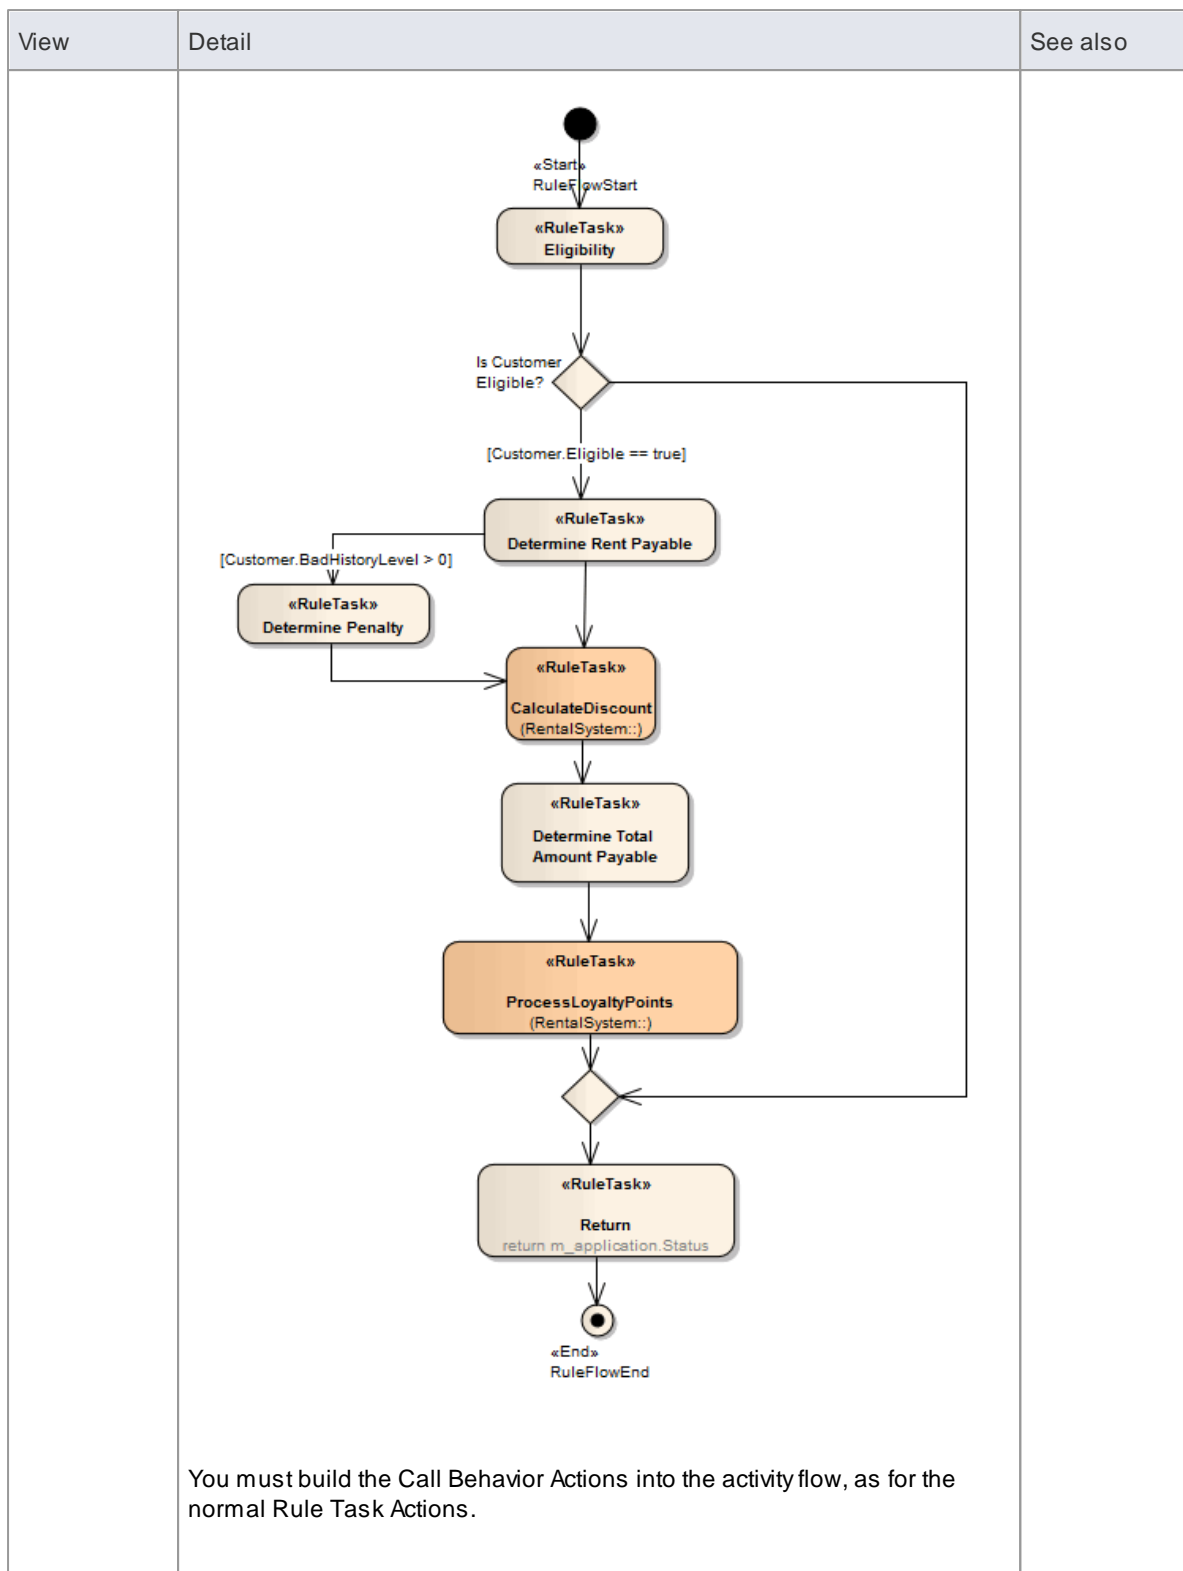 View
Detail
See also
«Start»
RuleFlowStart
«RuleTask»
Eligibility
Is Customer
Eligible?
[Customer.Eligible == true]
«RuleTask»
Determine Rent Payable
[Customer.BadHistoryLevel > 0]
«RuleTask»
Determine Penalty
«RuleTask»
CalculateDiscount
(RentalSystem::)
«RuleTask»
Determine Total
Amount Payable
«RuleTask»
ProcessLoyaltyPoints
(RentalSystem::)
«RuleTask»
Return
return m_application.Status
«End»
RuleFlowEnd
You must build the Call Behavior Actions into the activity flow, as for the
normal Rule Task Actions.